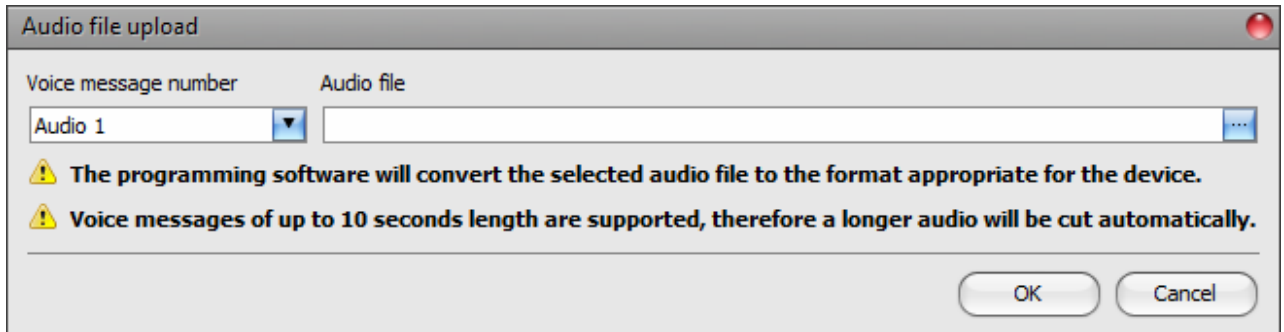 Audio file upload
Voice message number
Audio file
Audio 1
...
The programming software will convert the selected audio file to the format appropriate for the device.
Voice messages of up to 10 seconds length are supported, therefore a longer audio will be cut automatically.
OK
Cancel